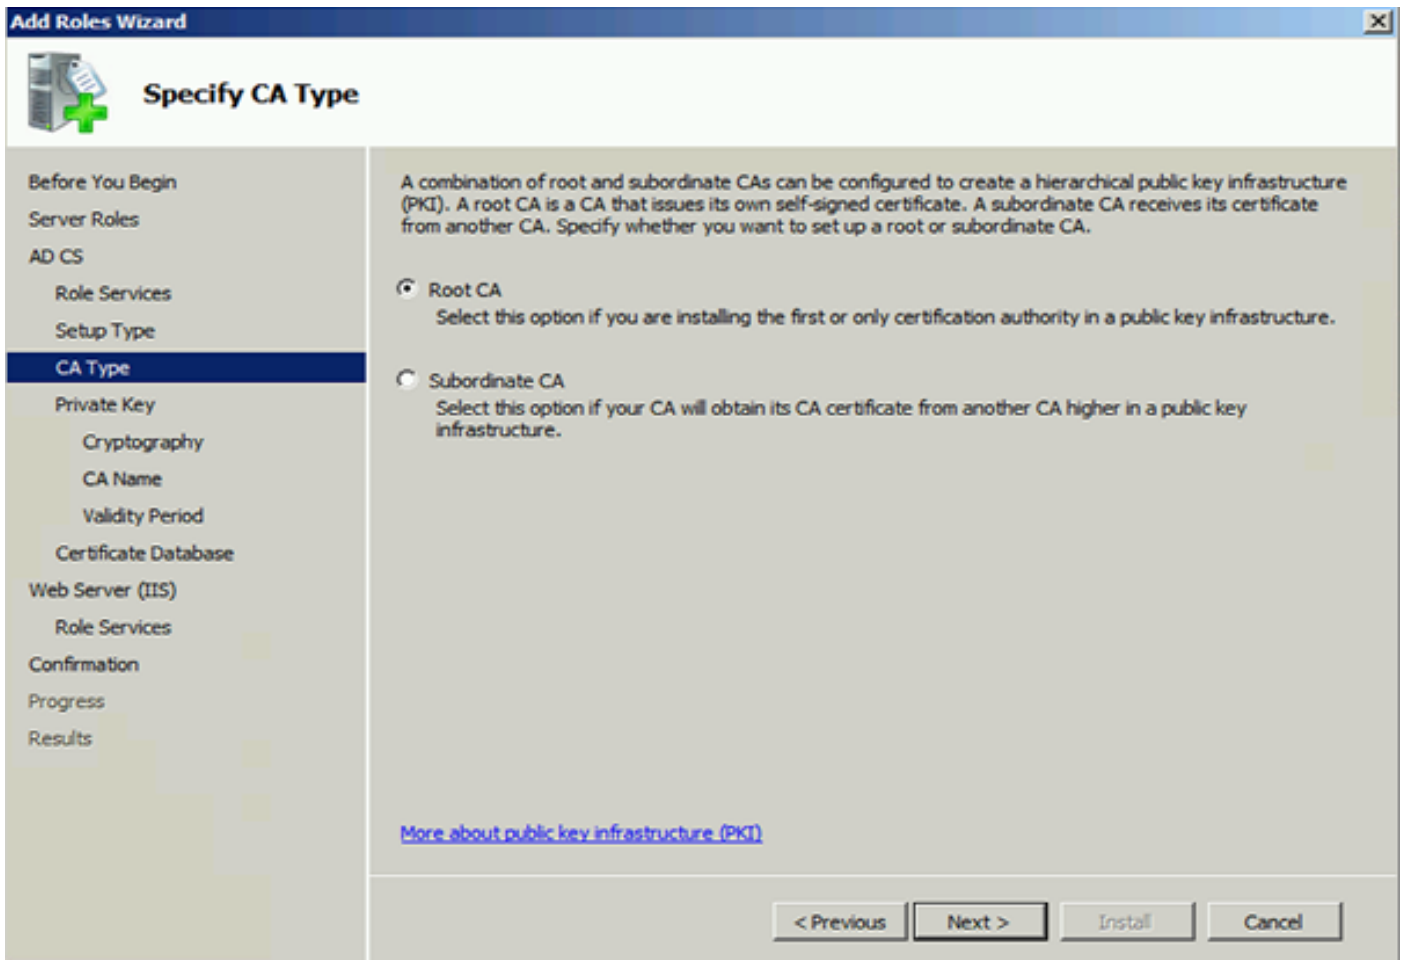 Add Roles Wizard
Specify CA Type
Before You Begin
Server Roles
AD CS
Role Services
Setup Type
CA Type
Private Key
Cryptography
CA Name
Validity Period
Certificate Database
Web Server (IIS)
Role Services
Confirmation
Progress
Results
A combination of root and subordinate CAs can be configured to create a hierarchical public key infrastructure
(PKI). A root CA is a CA that issues its own self-signed certificate. A subordinate CA receives its certificate
from another CA. Specify whether you want to set up a root or subordinate CA.
Root CA
Select this option if you are installing the first or only certification authority in a public key infrastructure.
Subordinate CA
Select this option if your CA will obtain its CA certificate from another CA higher in a public key
infrastructure.
More about public key infrastructure (PKI)
< Previous Next > Install Cancel